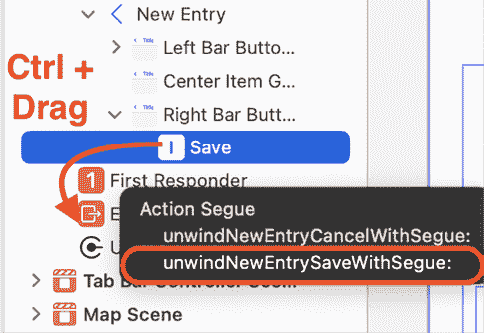 New Entry
Left Bar Butto...
Ctrl +
Drag
Center Item G...
Right Bar Butt...
Save
1 First Responder
E
Action Segue
unwindNewEntryCancelWithSegue:
U
unwindNewEntrySaveWithSegue:
Tab Bar Controller
Map Scene